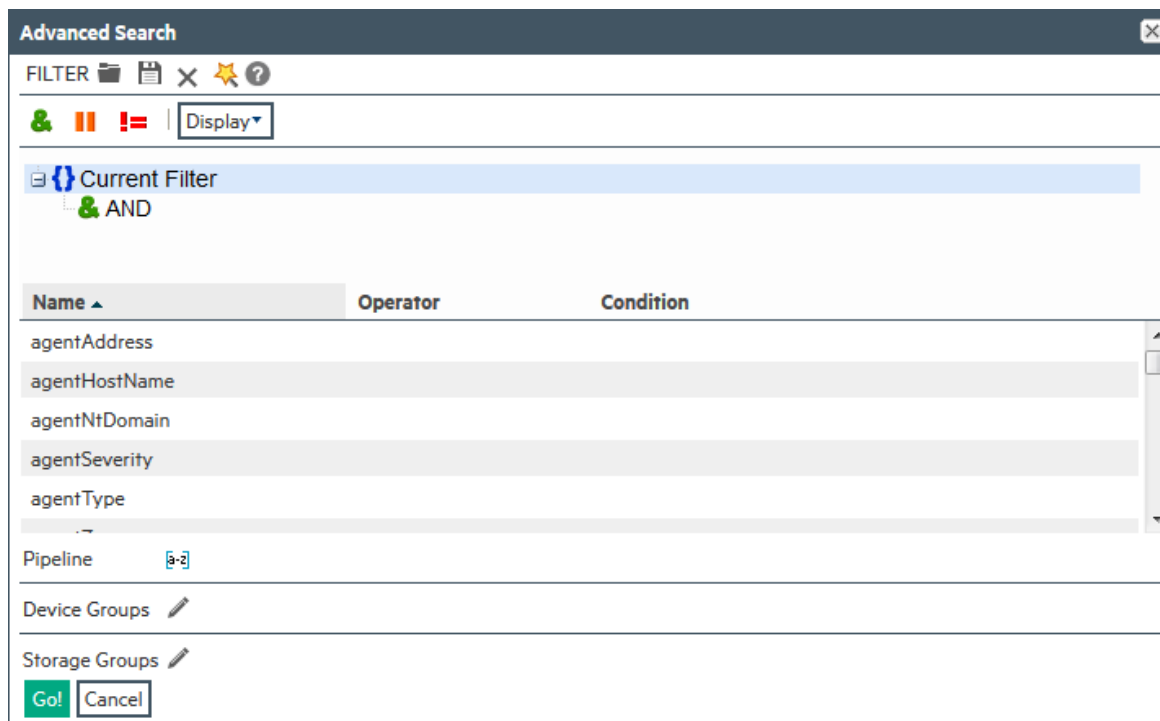 Advanced Search
FILTER
Display
Current Filter
& AND
Name Operator Condition
agentAddress
agentHostName
agentNtDomain
agentSeverity
agentType
Pipeline [a-z]
Device Groups
Storage Groups
Go! Cancel